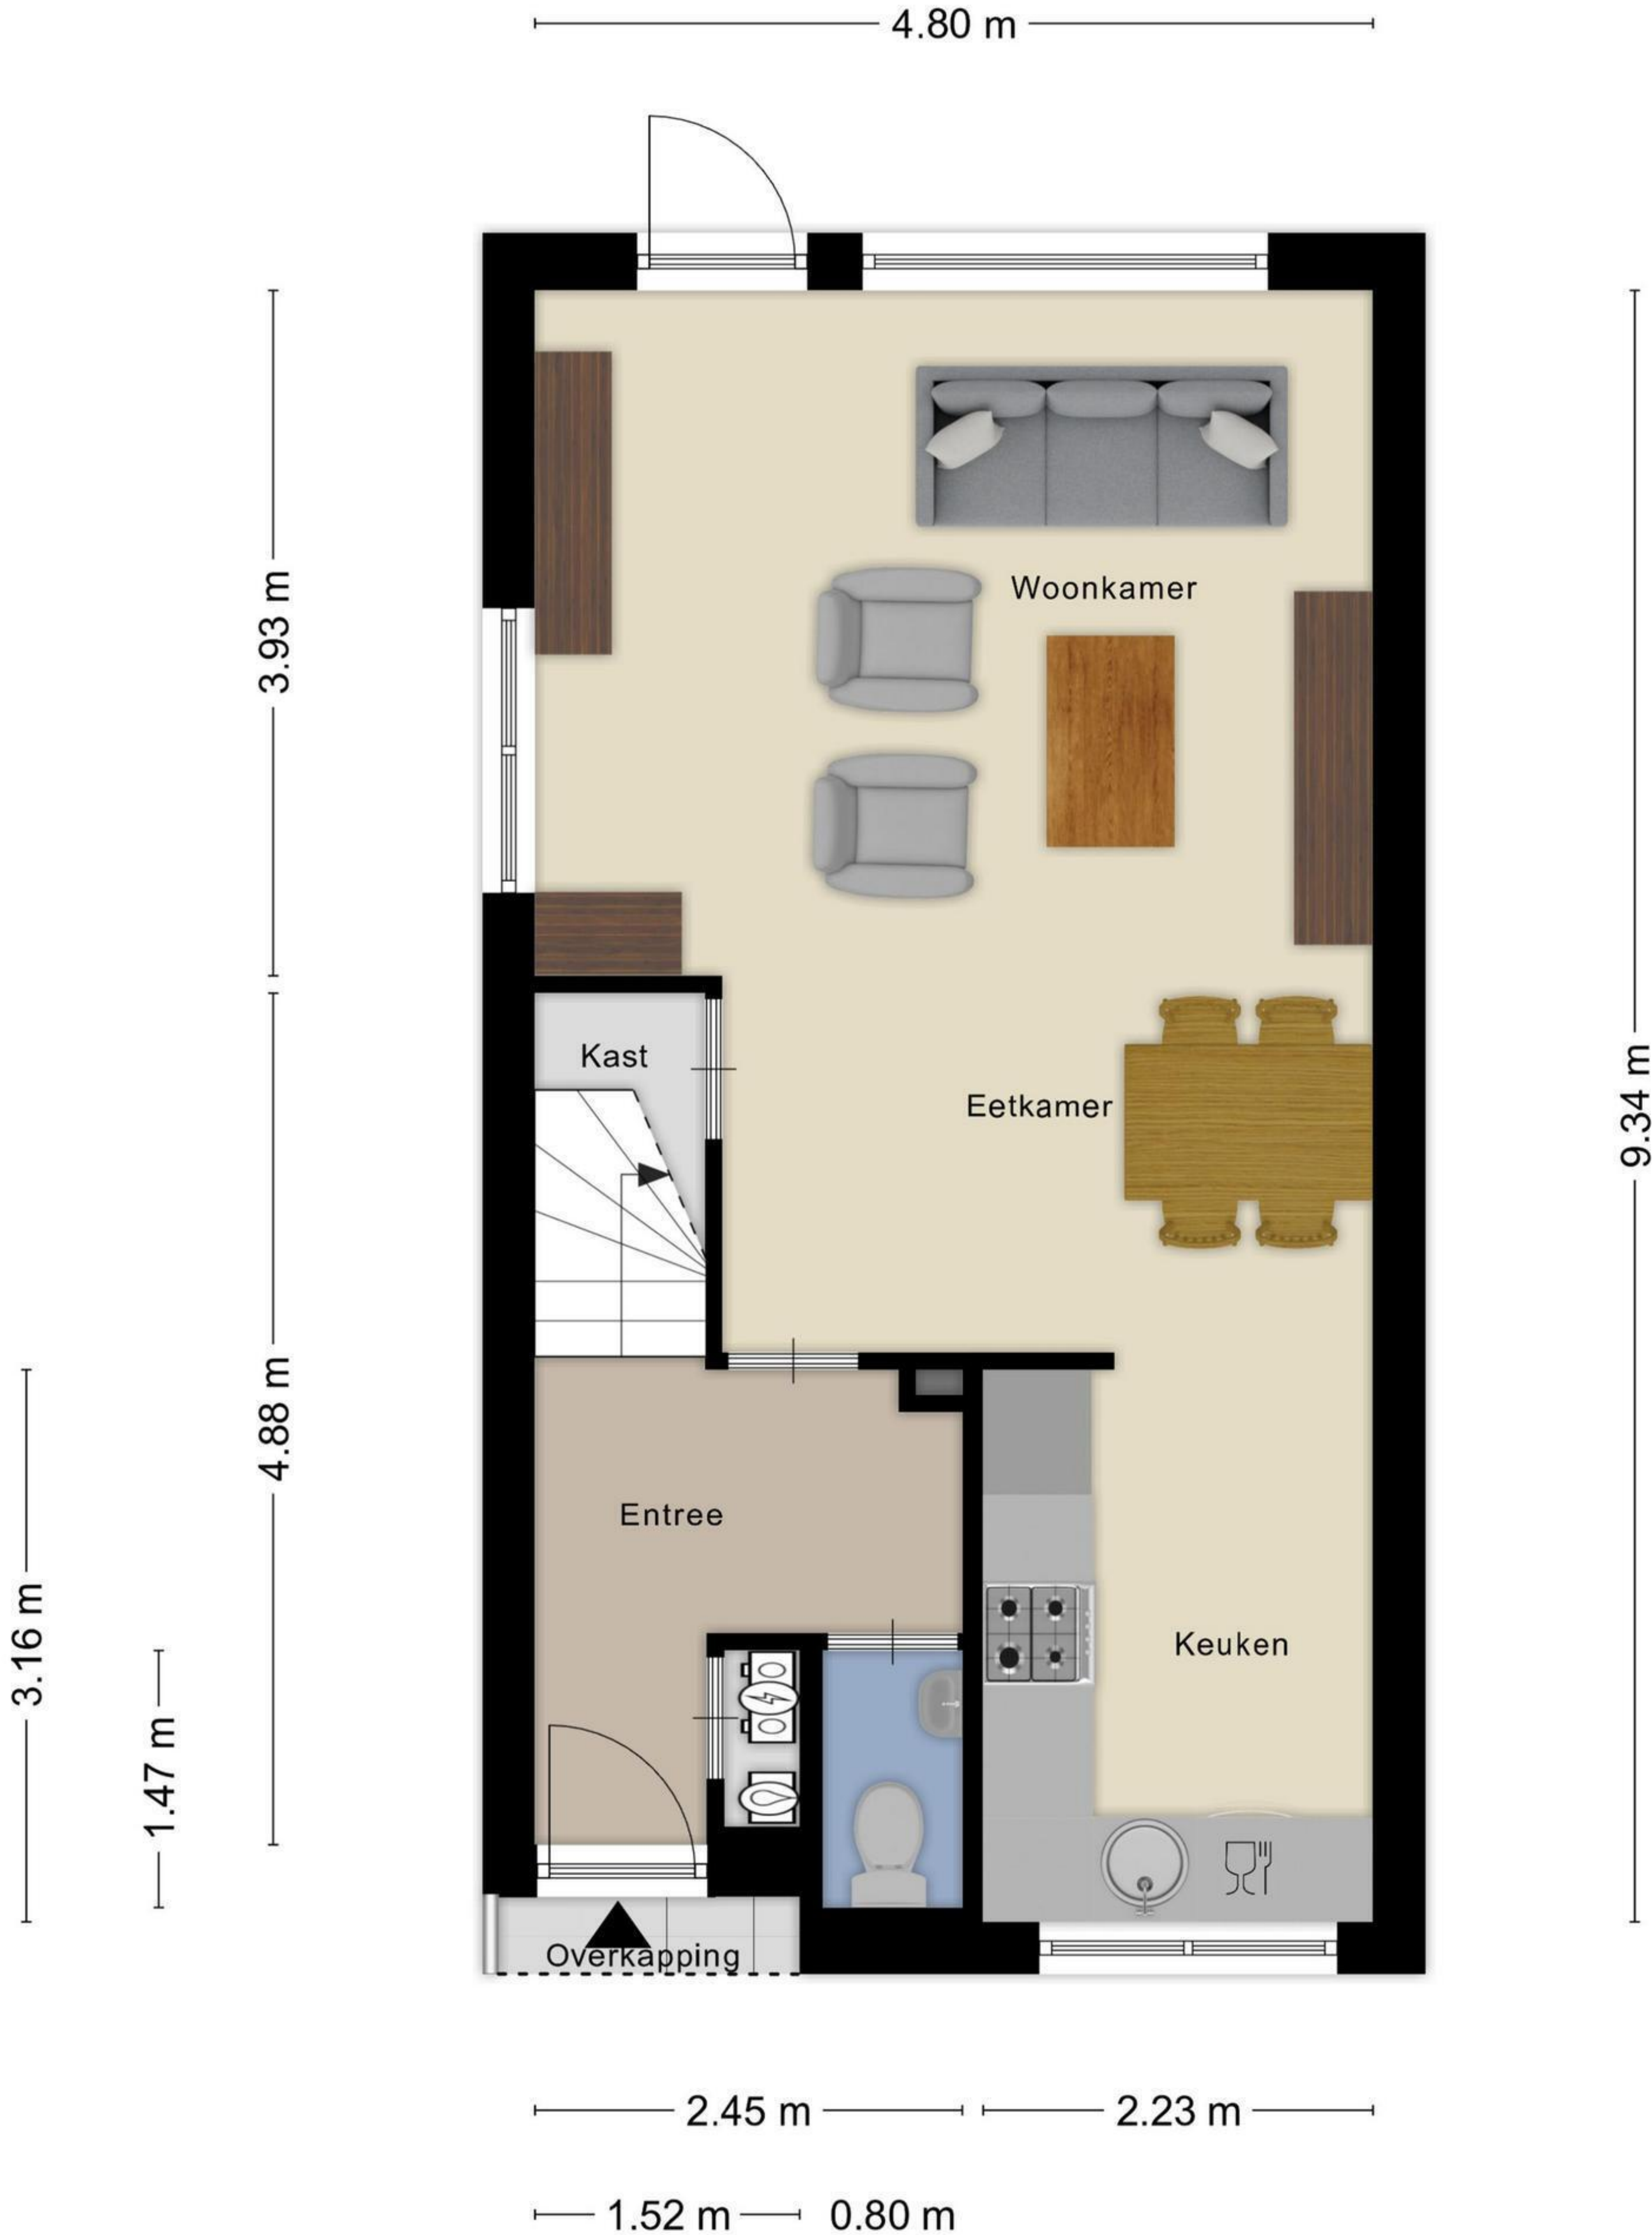 4.80 m
3.93 m
Woonkamer
Kast
Eetkamer
9.34 m
4.88 m
Entree
3.16 m
Keuken
1.47 m
Overkapping
2.45 m
2.23 m
1.52 m
0.80 m